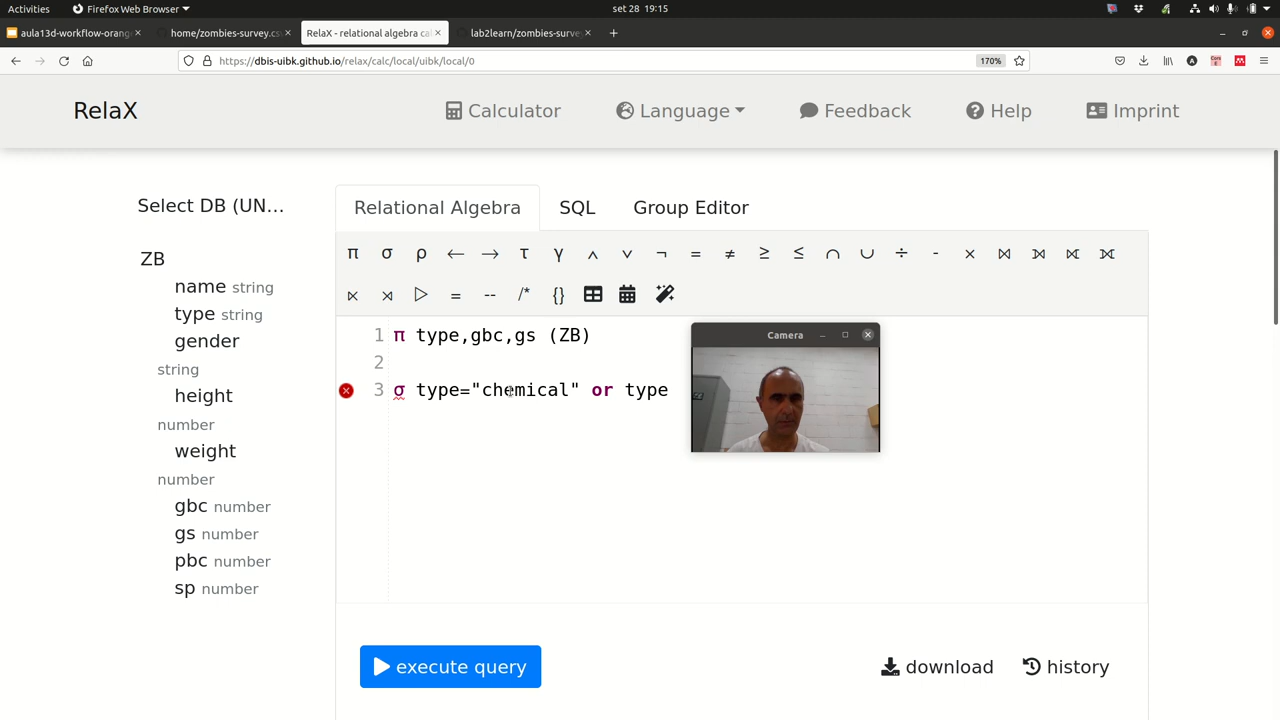 Activities Firefox Web Browser set 28 19:15
aula13d-workflow-orang × home/zombies-survey.cs × RelaX - relational algebra ca × lab2learn/zombies-surve × +
https://dbis-uibk.github.io/relax/calc/local/uibk/local/0 170%
RelaX Calculator Language Feedback Help Imprint
Select DB (UN...
Relational Algebra SQL Group Editor
ZB
name string
type string
gender
string
height
number
weight
number
gbc number
gs number
pbc number
sp number
π σ ρ ← → τ γ ∧ ∨ ¬ = ≠ ≥ ≤ ∩ ∪ ÷ - × ⨝ ⟕ ⟖ ⟗
⋉ ⋊ ▷ = -- /* {}
1 π type,gbc,gs (ZB)
2
3 σ type="chemical" or type
Camera
execute query download history